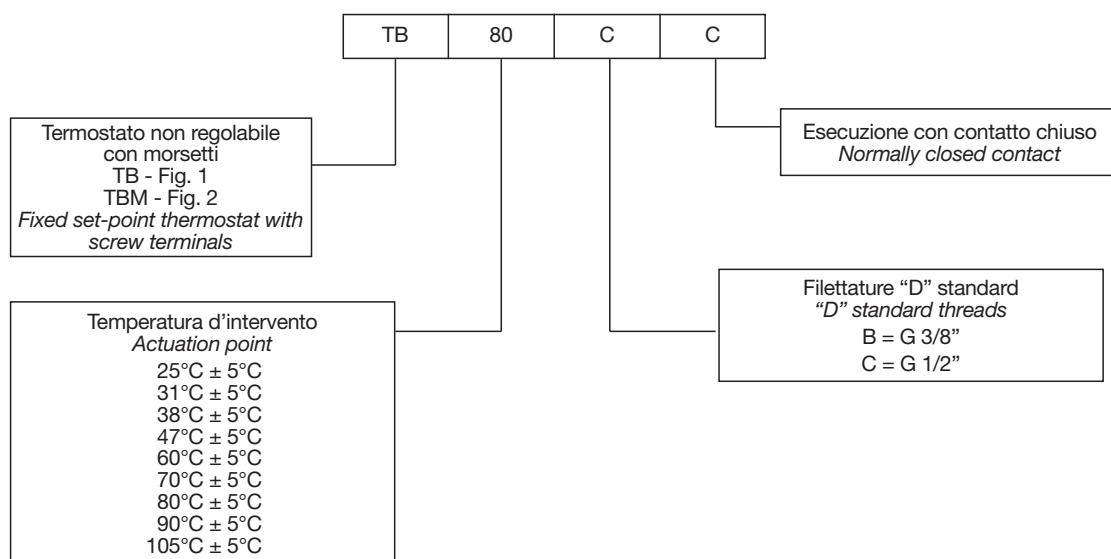 TB 80 C C
Termostato non regolabile
con morsetti
TB - Fig. 1
TBM - Fig. 2
Fixed set-point thermostat with
screw terminals
Esecuzione con contatto chiuso
Normally closed contact
Temperatura d’intervento
Actuation point
25°C ± 5°C
31°C ± 5°C
38°C ± 5°C
47°C ± 5°C
60°C ± 5°C
70°C ± 5°C
80°C ± 5°C
90°C ± 5°C
105°C ± 5°C
Filettature “D” standard
“D” standard threads
B = G 3/8”
C = G 1/2”